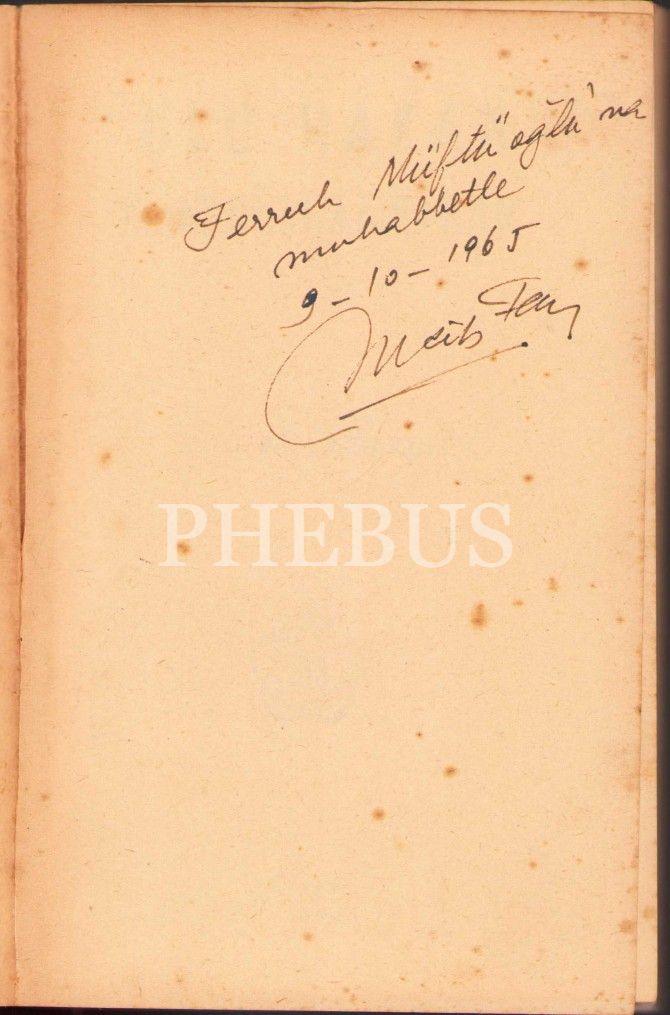 Ferruh Müftüoğlu'na
muhabbetle
9-10-1965
PHEBUS